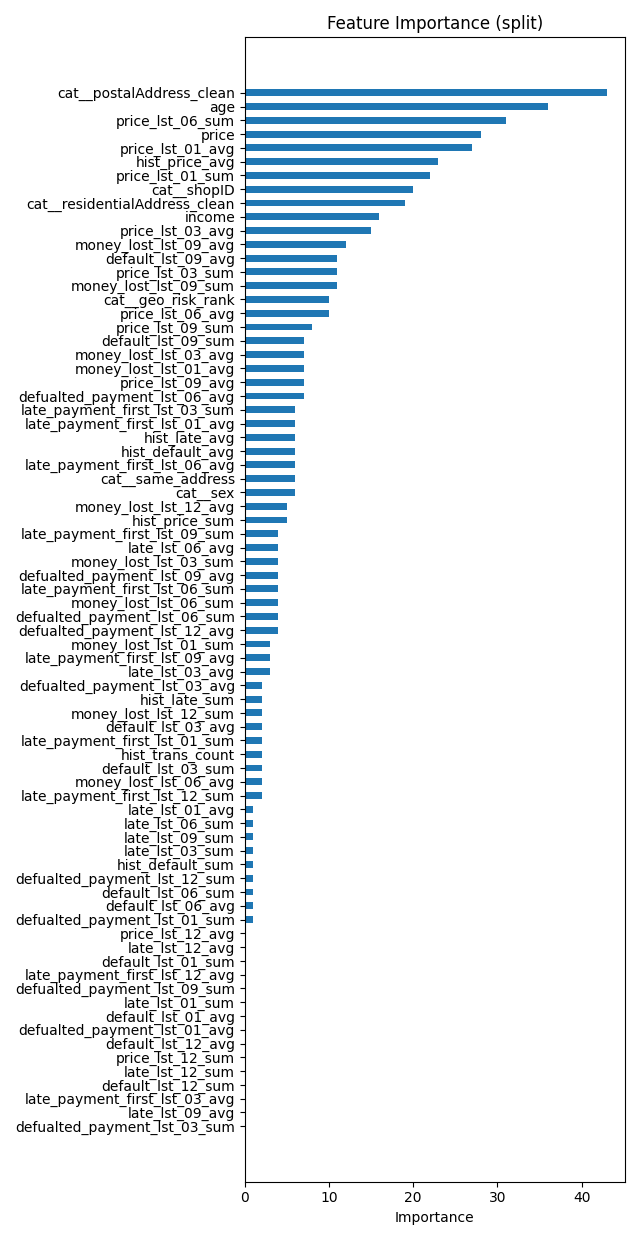 Feature Importance (split)
cat__postalAddress_clean
age
price_lst_06_sum
price
price_lst_01_avg
hist_price_avg
price_lst_01_sum
cat__shopID
cat__residentialAddress_clean
income
price_lst_03_avg
money_lost_lst_09_avg
default_lst_09_avg
price_lst_03_sum
money_lost_lst_09_sum
cat__geo_risk_rank
price_lst_06_avg
price_lst_09_sum
default_lst_09_sum
money_lost_lst_03_avg
money_lost_lst_01_avg
price_lst_09_avg
defualted_payment_lst_06_avg
late_payment_first_lst_03_sum
late_payment_first_lst_01_avg
hist_late_avg
hist_default_avg
late_payment_first_lst_06_avg
cat__same_address
cat__sex
money_lost_lst_12_avg
hist_price_sum
late_payment_first_lst_09_sum
late_lst_06_avg
money_lost_lst_03_sum
defualted_payment_lst_09_avg
late_payment_first_lst_06_sum
money_lost_lst_06_sum
defualted_payment_lst_06_sum
defualted_payment_lst_12_avg
money_lost_lst_01_sum
late_payment_first_lst_09_avg
late_lst_03_avg
defualted_payment_lst_03_avg
hist_late_sum
money_lost_lst_12_sum
default_lst_03_avg
late_payment_first_lst_01_sum
hist_trans_count
default_lst_03_sum
money_lost_lst_06_avg
late_payment_first_lst_12_sum
late_lst_01_avg
late_lst_06_sum
late_lst_09_sum
late_lst_03_sum
hist_default_sum
defualted_payment_lst_12_sum
default_lst_06_sum
default_lst_06_avg
defualted_payment_lst_01_sum
price_lst_12_avg
late_lst_12_avg
default_lst_01_sum
late_payment_first_lst_12_avg
defualted_payment_lst_09_sum
late_lst_01_sum
default_lst_01_avg
defualted_payment_lst_01_avg
default_lst_12_avg
price_lst_12_sum
late_lst_12_sum
default_lst_12_sum
late_payment_first_lst_03_avg
late_lst_09_avg
defualted_payment_lst_03_sum
0 10 20 30 40
Importance